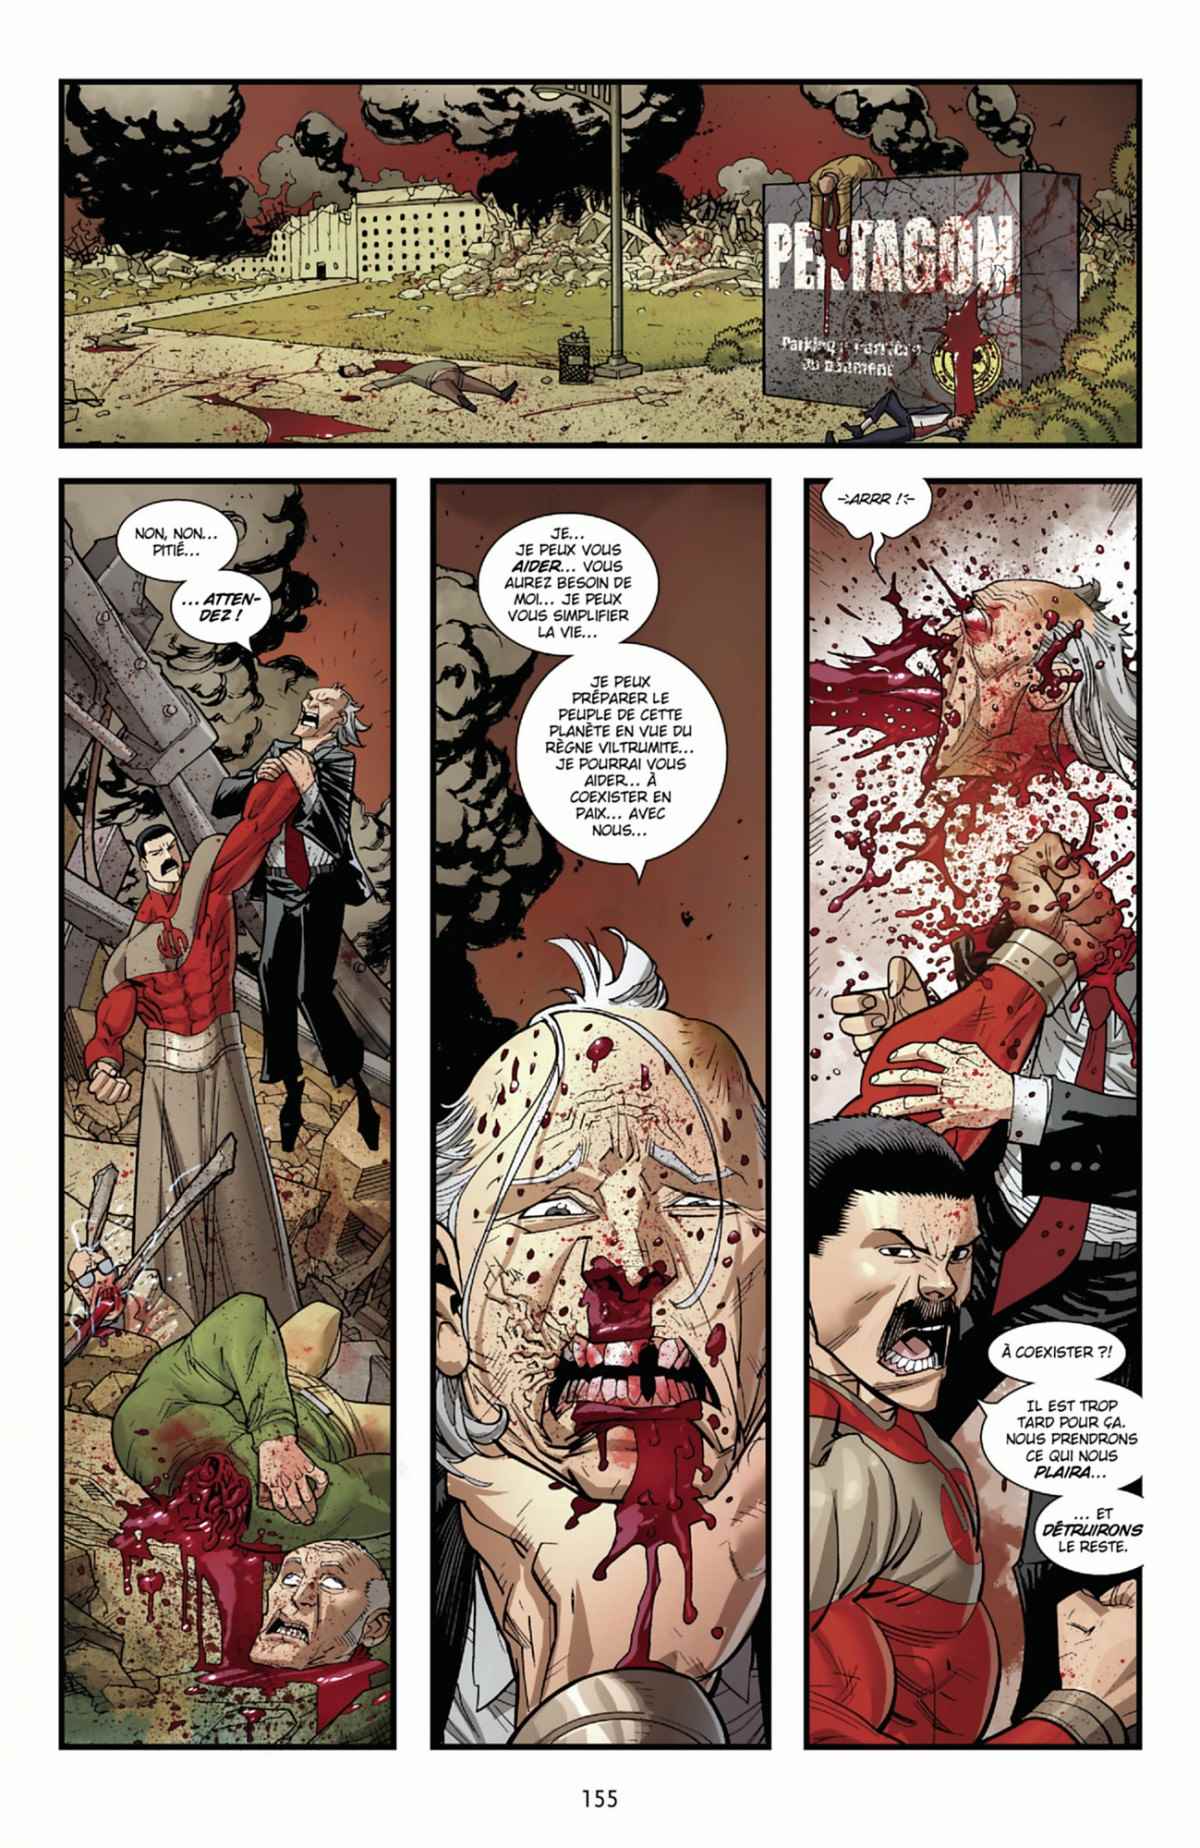 PENTAGON
NON, NON...
PITIÉ...
... ATTEN-
DEZ !
JE...
JE PEUX VOUS
AIDER... VOUS
AUREZ BESOIN DE
MOI... JE PEUX
VOUS SIMPLIFIER
LA VIE...
JE PEUX
PRÉPARER LE
PEUPLE DE CETTE
PLANÈTE EN VUE DU
RÈGNE VILTRUMITE...
JE POURRAI VOUS
AIDER... À
COEXISTER EN
PAIX... AVEC
NOUS...
ARRR !
À COEXISTER ?!
IL EST TROP
TARD POUR ÇA.
NOUS PRENDRONS
CE QUI NOUS
PLAIRA...
... ET
DÉTRUIRONS
LE RESTE.
155